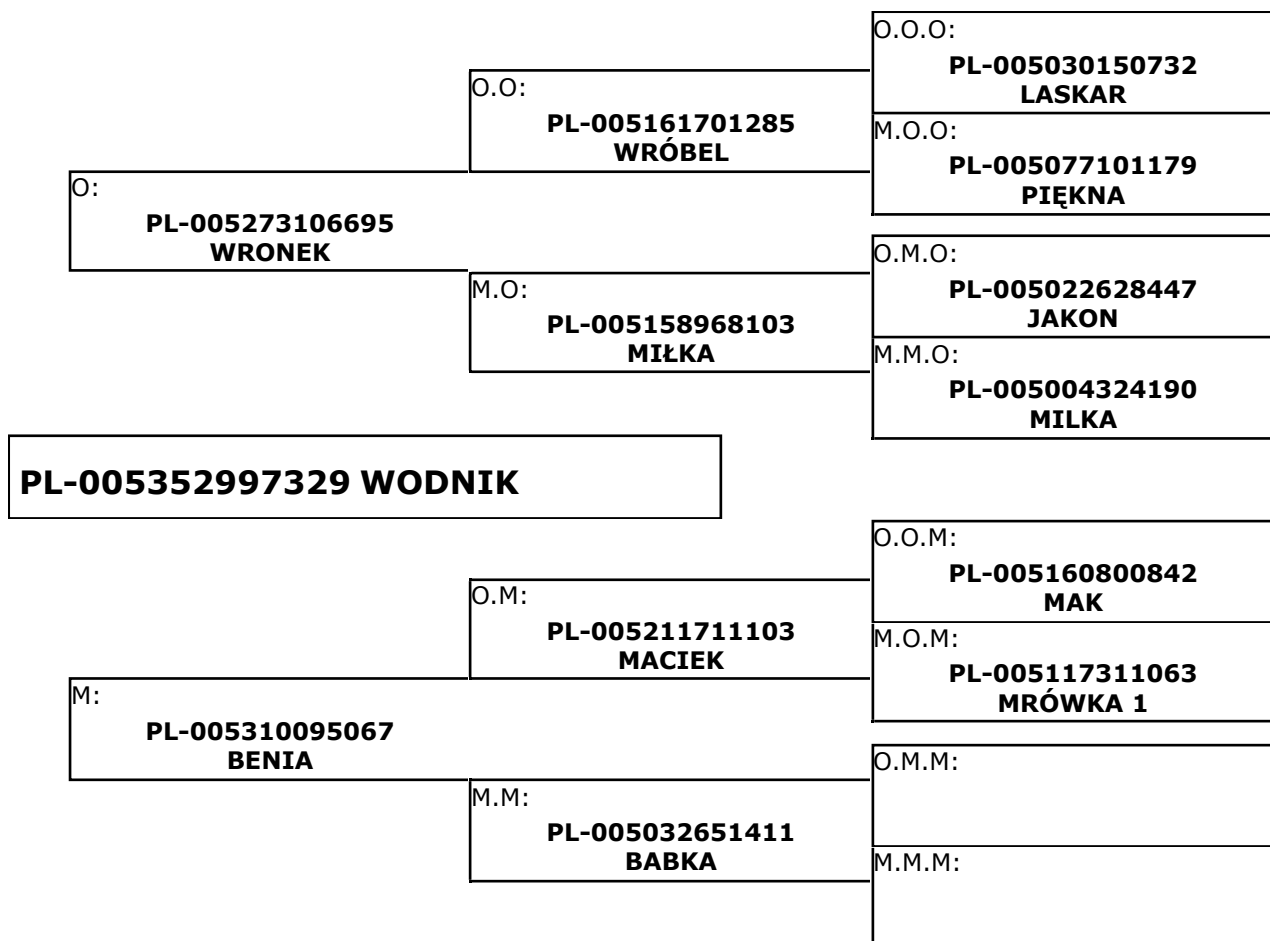 O.O.O:
PL-005030150732
LASKAR
O.O:
PL-005161701285
WRÓBEL
M.O.O:
PL-005077101179
PIĘKNA
O:
PL-005273106695
WRONEK
O.M.O:
PL-005022628447
JAKON
M.O:
PL-005158968103
MIŁKA
M.M.O:
PL-005004324190
MILKA
PL-005352997329 WODNIK
O.O.M:
PL-005160800842
MAK
O.M:
PL-005211711103
MACIEK
M.O.M:
PL-005117311063
MRÓWKA 1
M:
PL-005310095067
BENIA
O.M.M:
M.M:
PL-005032651411
BABKA
M.M.M: